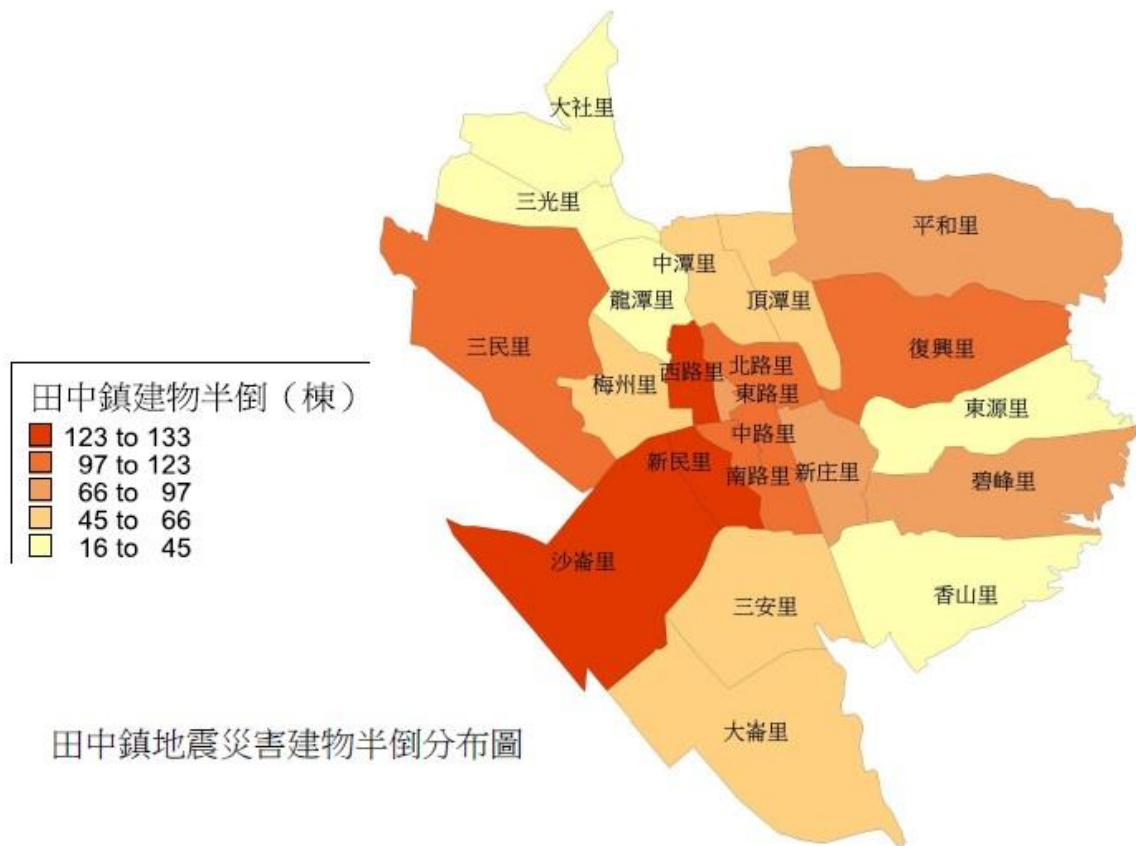 大社里
三光里
平和里
中潭里
龍潭里
頂潭里
三民里
西路里
北路里
復興里
梅州里
東路里
東源里
田中鎮建物半倒（棟）
123 to 133
97 to 123
66 to 97
45 to 66
16 to 45
中路里
新民里
南路里
新庄里
碧峰里
沙崙里
三安里
香山里
大崙里
田中鎮地震災害建物半倒分布圖